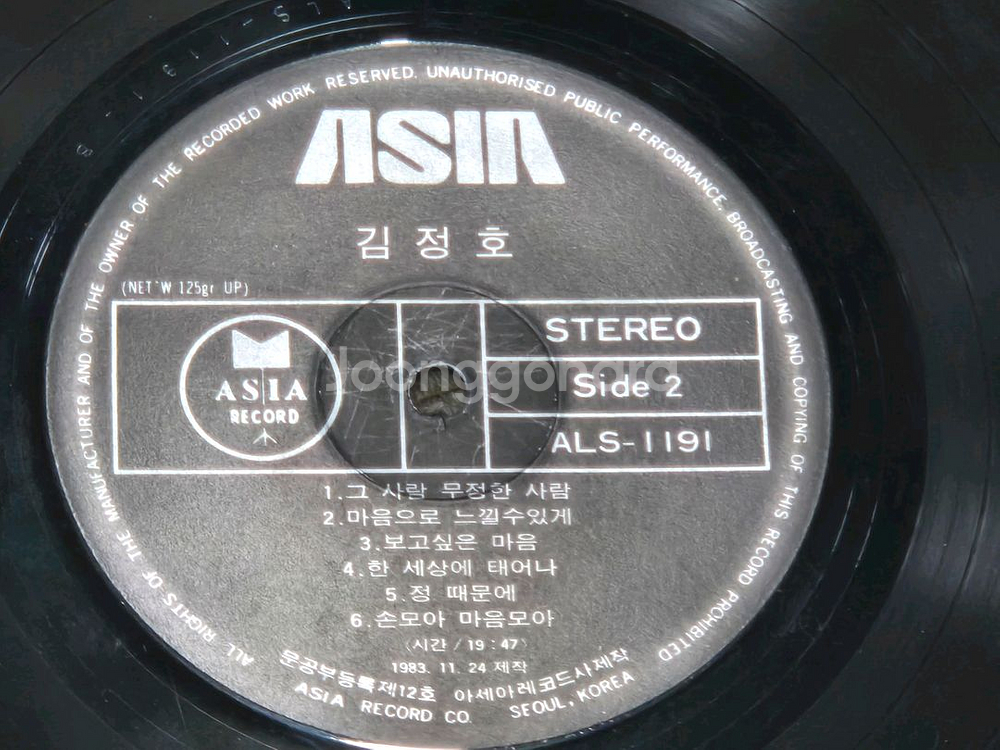 ALL RIGHTS OF THE MANUFACTURER AND OF THE OWNER OF THE RECORDED WORK RESERVED. UNAUTHORISED PUBLIC PERFORMANCE, BROADCASTING AND COPYING OF THIS RECORD PROHIBITED
ASIA
김정호
(NET'W 125gr UP)
ASIA
RECORD
STEREO
Side 2
ALS-1191
Joonggonara
1.그 사람 무정한 사람
2.마음으로 느낄수있게
3.보고싶은 마음
4.한 세상에 태어나
5.정 때문에
6.손모아 마음모아
(시간/19:47)
1983. 11. 24 제작
문공부등록제12호 아세아레코드사제작
ASIA RECORD CO. SEOUL, KOREA